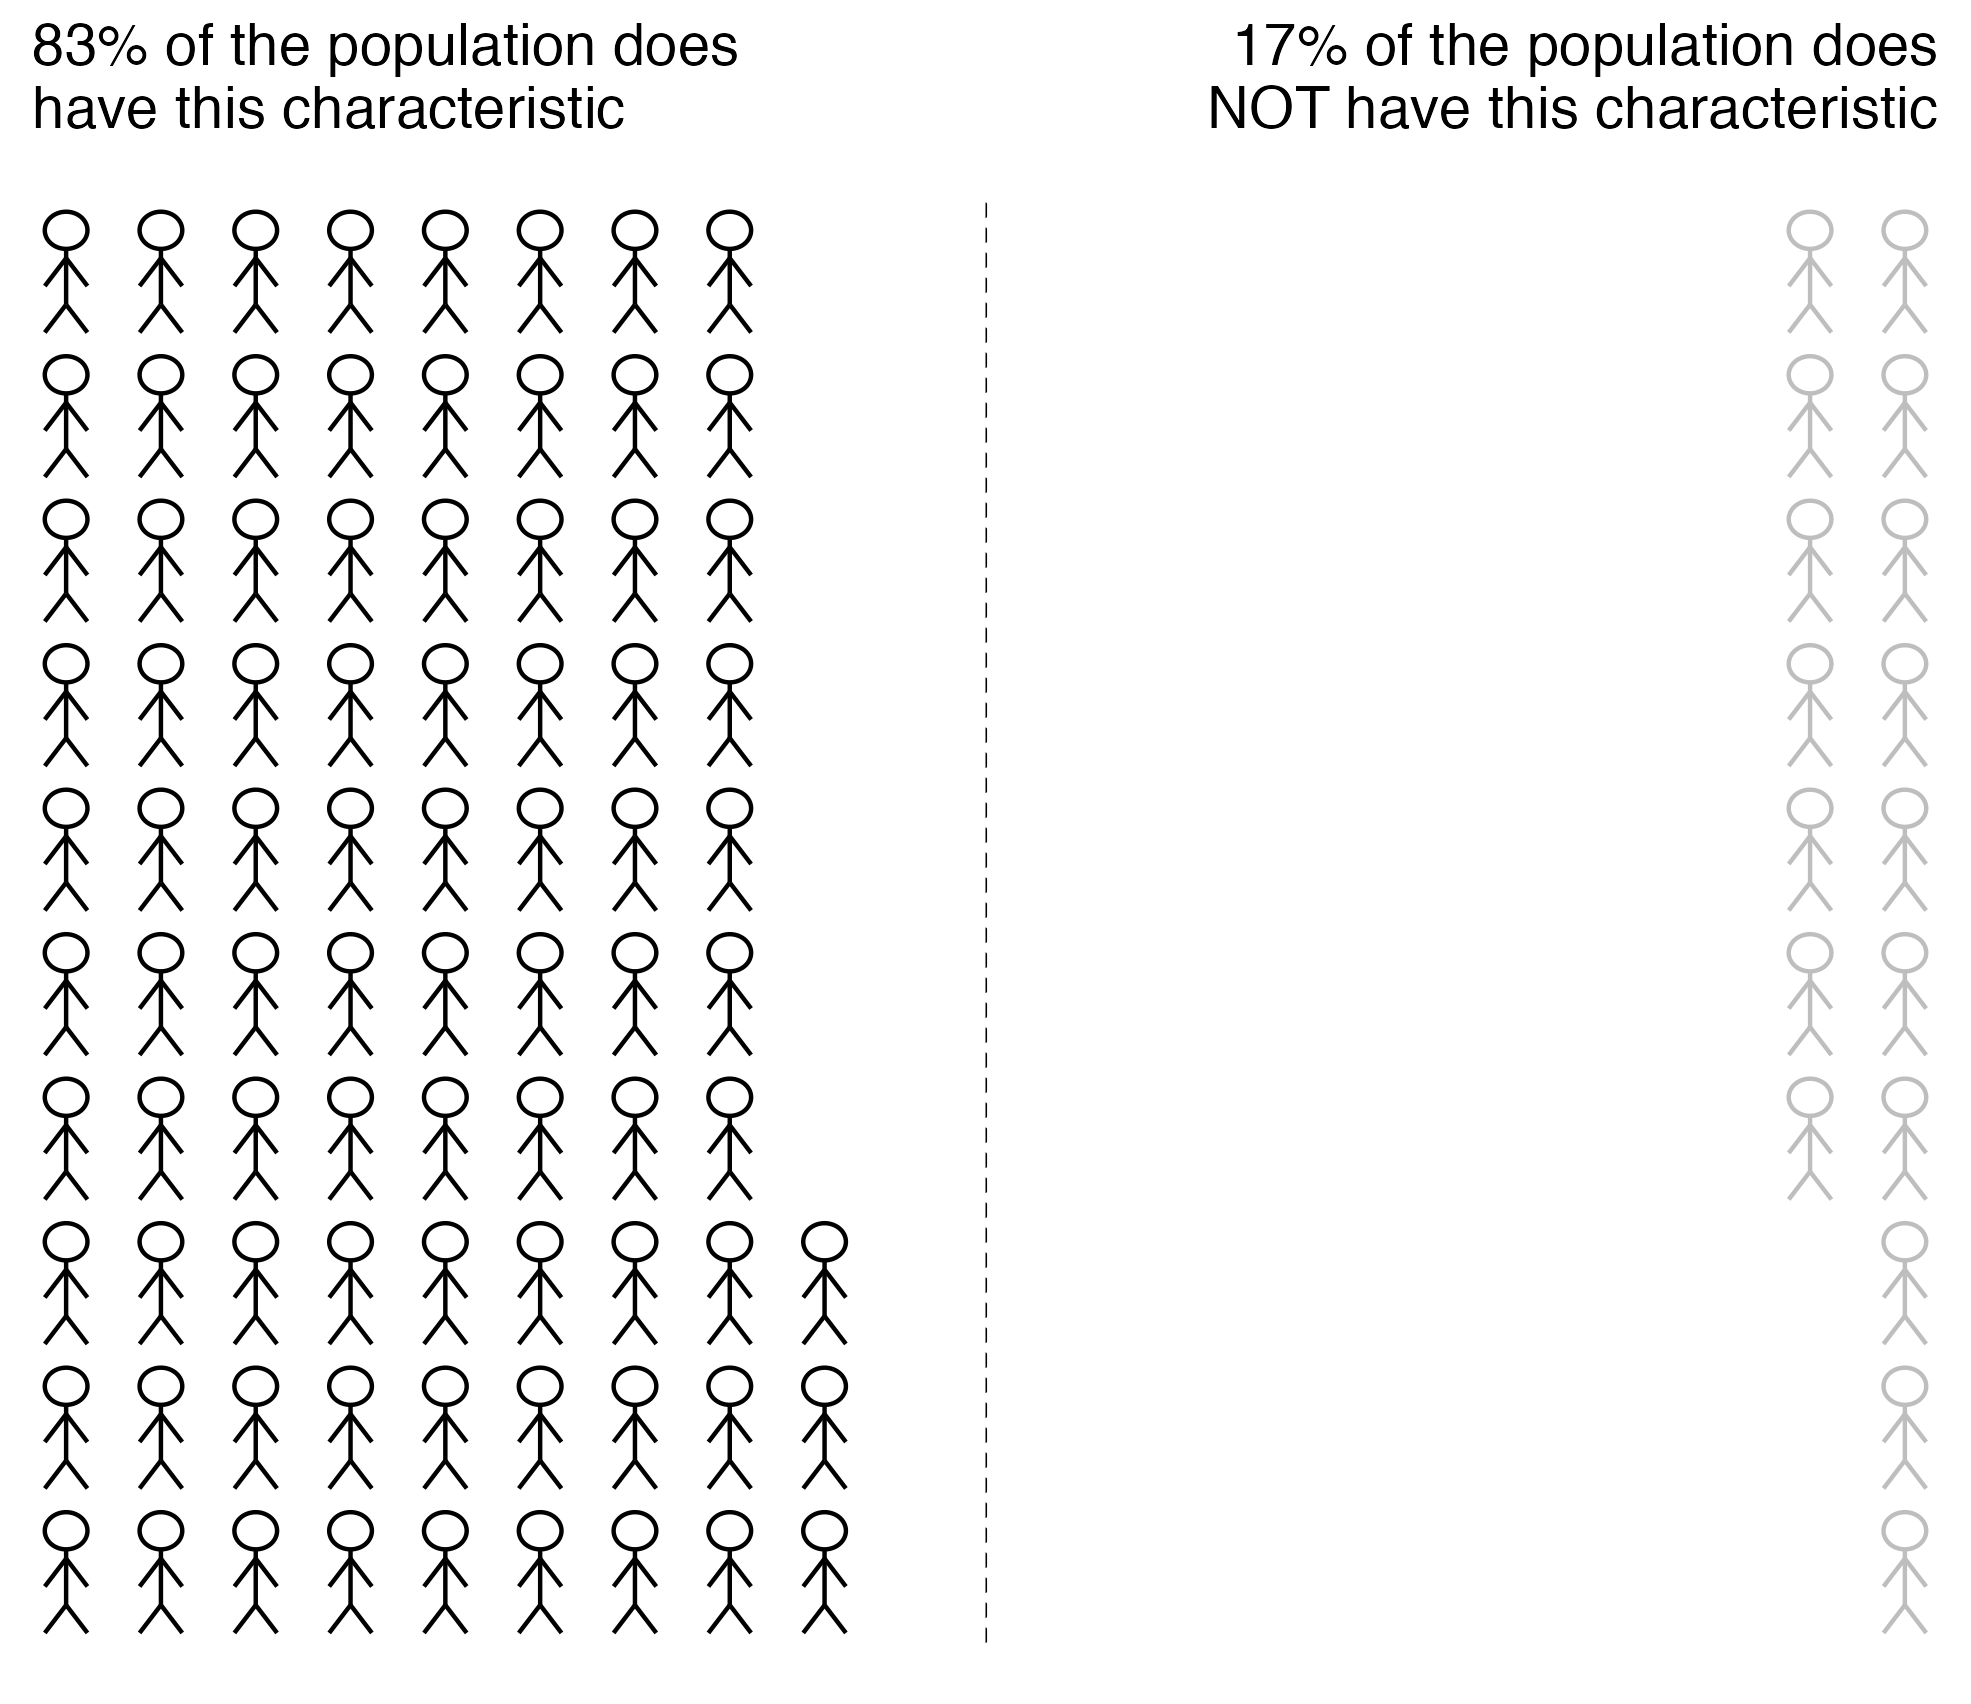 83% of the population does
have this characteristic
17% of the population does
NOT have this characteristic